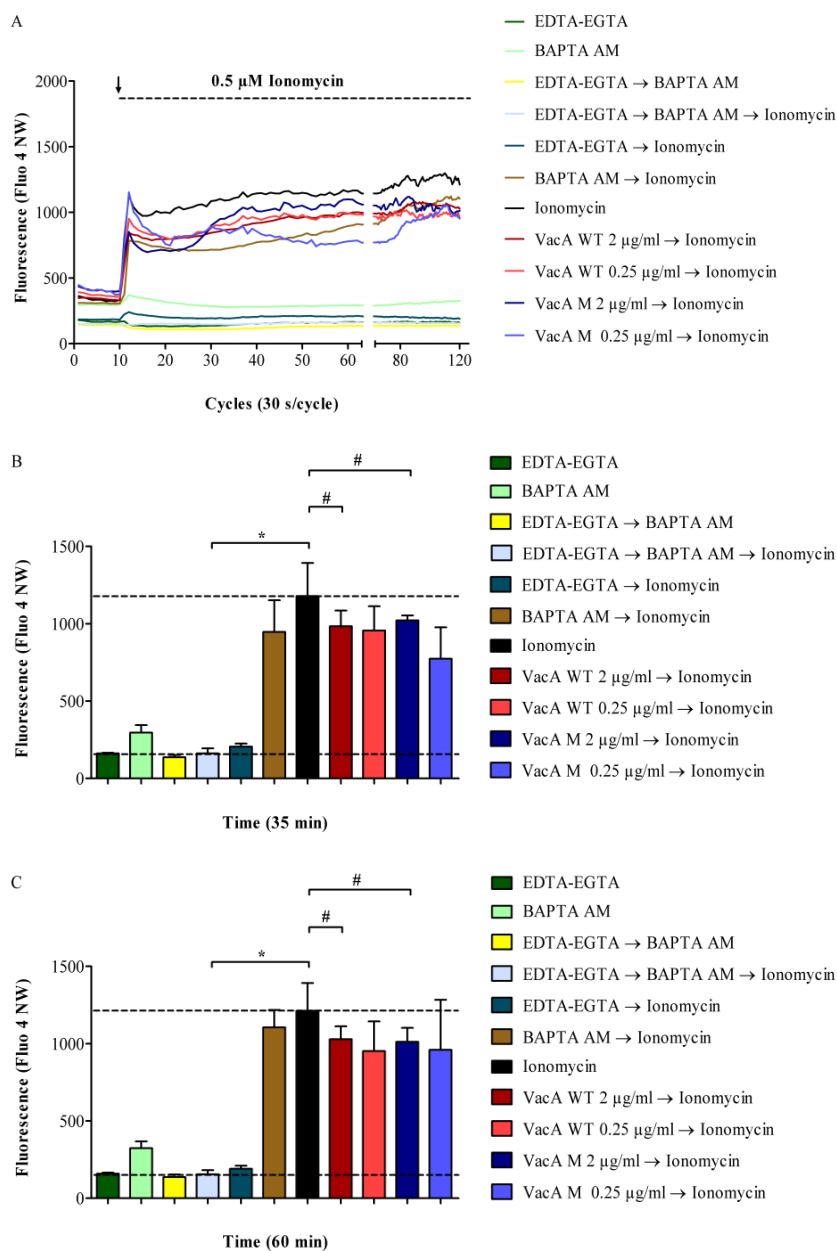 A
EDTA-EGTA
BAPTA AM
EDTA-EGTA → BAPTA AM
EDTA-EGTA → BAPTA AM → Ionomycin
EDTA-EGTA → Ionomycin
BAPTA AM → Ionomycin
Ionomycin
VacA WT 2 µg/ml → Ionomycin
VacA WT 0.25 µg/ml → Ionomycin
VacA M 2 µg/ml → Ionomycin
VacA M 0.25 µg/ml → Ionomycin
0.5 µM Ionomycin
Fluorescence (Fluo 4 NW)
2000
1500
1000
500
0
0 10 20 30 40 50 60 80 100 120
Cycles (30 s/cycle)
B
EDTA-EGTA
BAPTA AM
EDTA-EGTA → BAPTA AM
EDTA-EGTA → BAPTA AM → Ionomycin
EDTA-EGTA → Ionomycin
BAPTA AM → Ionomycin
Ionomycin
VacA WT 2 µg/ml → Ionomycin
VacA WT 0.25 µg/ml → Ionomycin
VacA M 2 µg/ml → Ionomycin
VacA M 0.25 µg/ml → Ionomycin
#
#
*
Fluorescence (Fluo 4 NW)
1500
1000
500
0
Time (35 min)
C
EDTA-EGTA
BAPTA AM
EDTA-EGTA → BAPTA AM
EDTA-EGTA → BAPTA AM → Ionomycin
EDTA-EGTA → Ionomycin
BAPTA AM → Ionomycin
Ionomycin
VacA WT 2 µg/ml → Ionomycin
VacA WT 0.25 µg/ml → Ionomycin
VacA M 2 µg/ml → Ionomycin
VacA M 0.25 µg/ml → Ionomycin
#
#
*
Fluorescence (Fluo 4 NW)
1500
1000
500
0
Time (60 min)